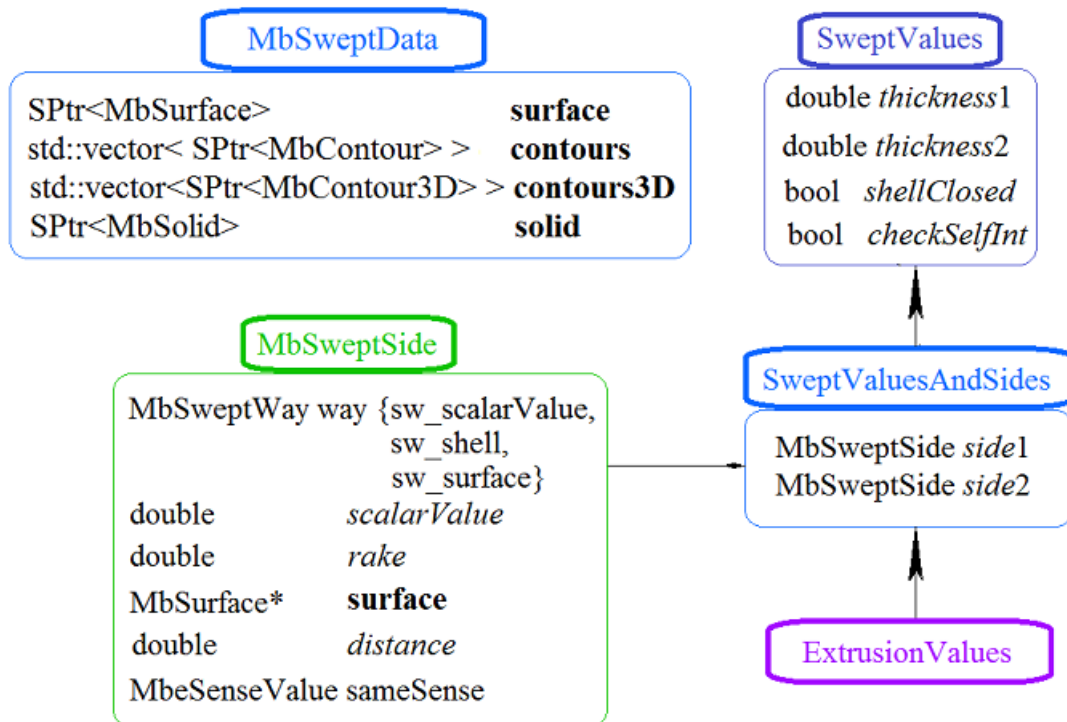 MbSweptData
SPtr<MbSurface> surface
std::vector< SPtr<MbContour> > contours
std::vector<SPtr<MbContour3D> > contours3D
SPtr<MbSolid> solid
SweptValues
double thickness1
double thickness2
bool shellClosed
bool checkSelfInt
MbSweptSide
MbSweptWay way {sw_scalarValue,
sw_shell,
sw_surface}
double scalarValue
double rake
MbSurface* surface
double distance
MbeSenseValue sameSense
SweptValuesAndSides
MbSweptSide side1
MbSweptSide side2
ExtrusionValues